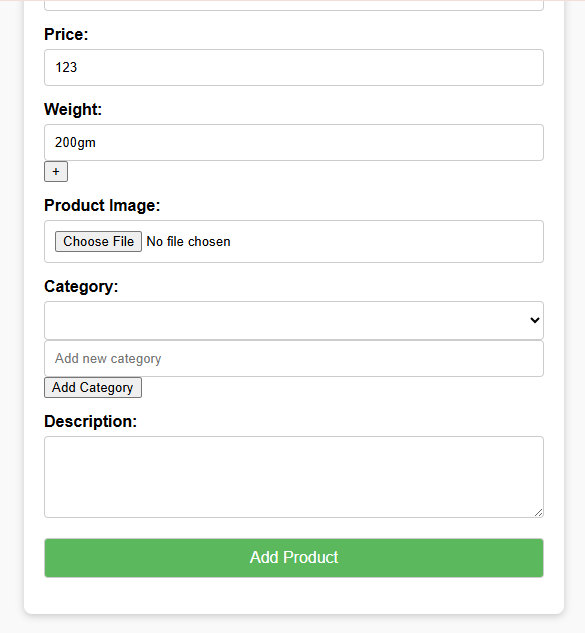 Price:
123
Weight:
200gm
+
Product Image:
Choose File No file chosen
Category:
Add new category
Add Category
Description:
Add Product